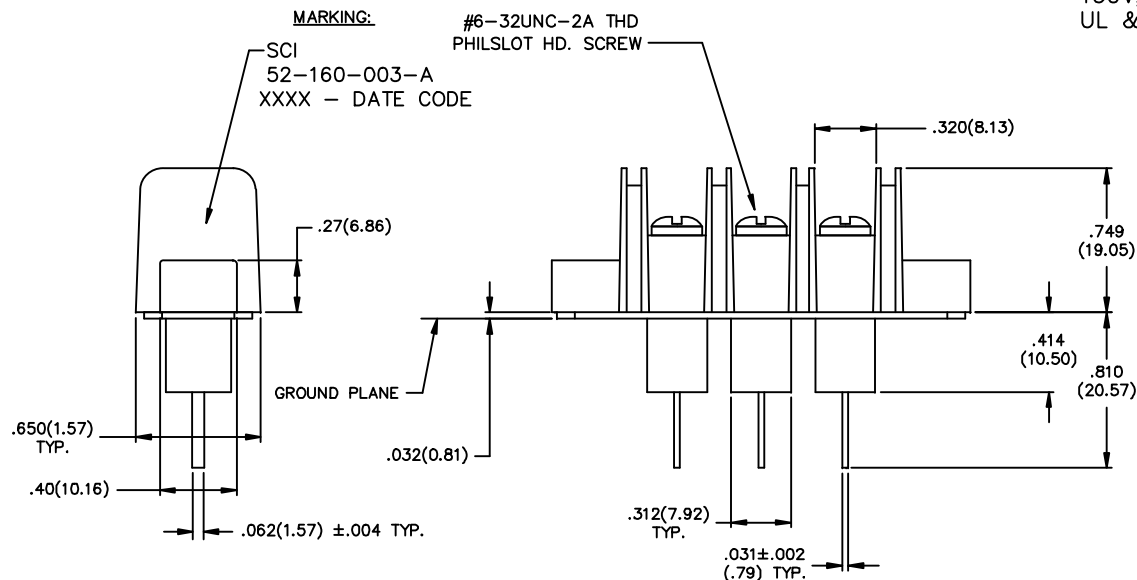 MARKING:
SCI
52-160-003-A
XXXX - DATE CODE
#6-32UNC-2A THD
PHILSLOT HD. SCREW
UL &
.320(8.13)
.27(6.86)
.749
(19.05)
.414
(10.50)
.810
(20.57)
GROUND PLANE
.650(1.57)
TYP.
.032(0.81)
.40(10.16)
.312(7.92)
TYP.
.062(1.57) ±.004 TYP.
.031±.002
(.79) TYP.